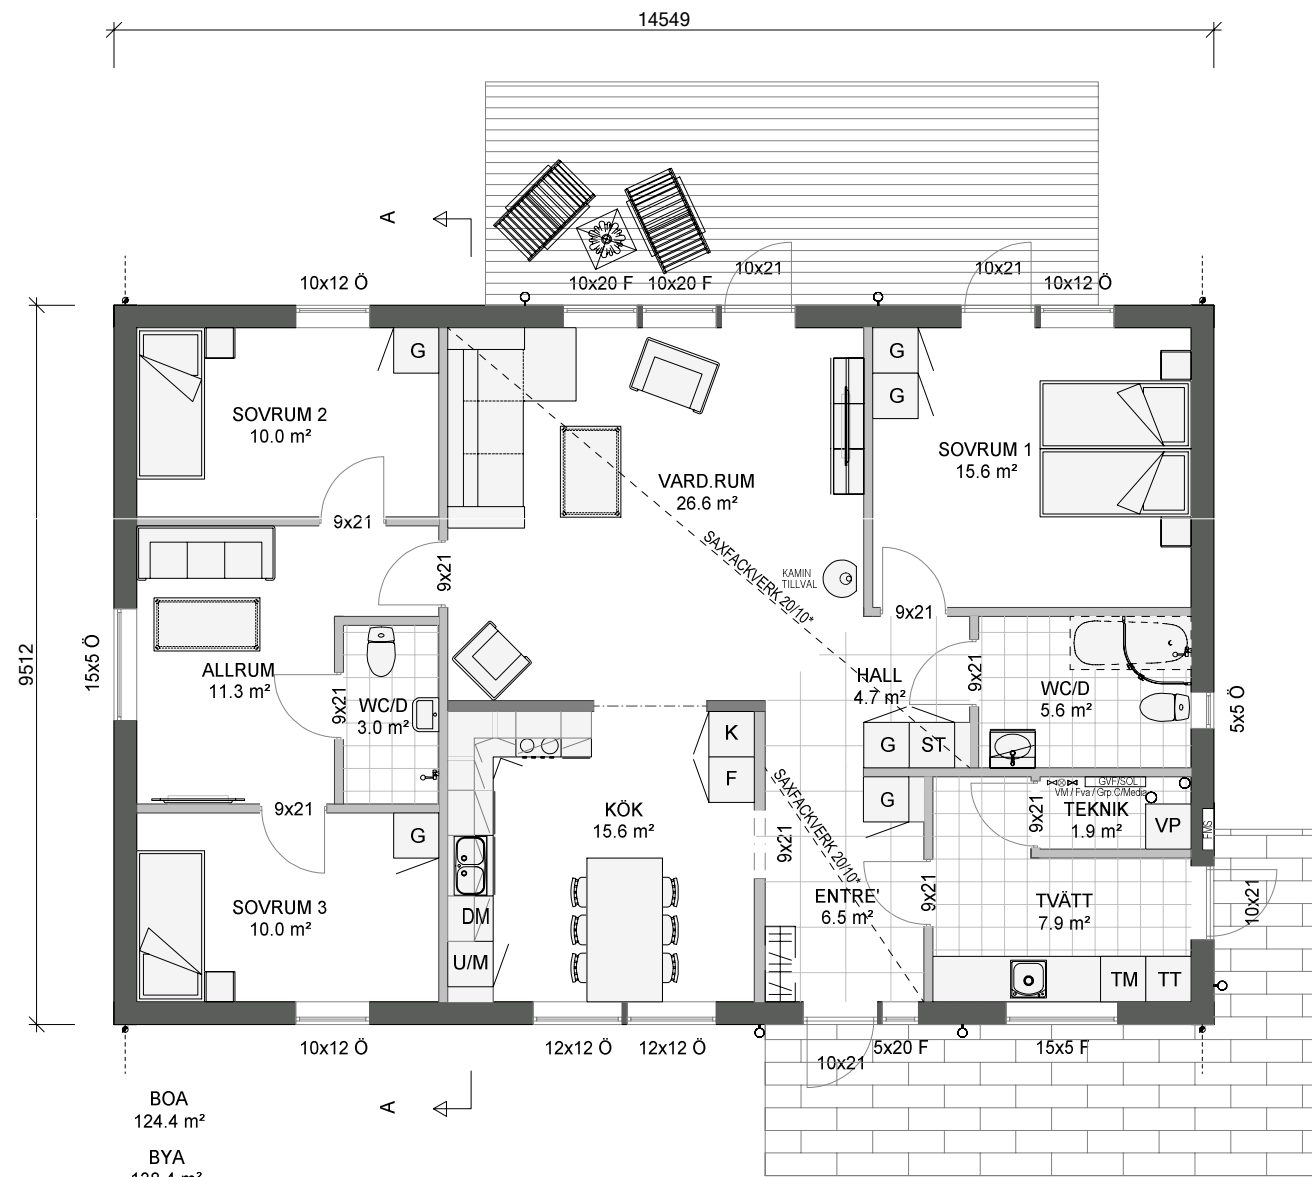 14549
A
10x12 Ö
10x20 F
10x20 F
10x21
10x21
10x12 Ö
G
G
G
SOVRUM 2
10.0 m²
SOVRUM 1
15.6 m²
VARD.RUM
26.6 m²
9x21
9x21
SAXFACKVERK 20/10*
KAMIN
TILLVAL
9x21
9512
15x5 Ö
ALLRUM
11.3 m²
9x21
WC/D
3.0 m²
HALL
4.7 m²
9x21
WC/D
5.6 m²
5x5 Ö
K
F
G
ST
SAXFACKVERK 20/10*
G
GVF/SOL
VM / Fva / Grp.C/Media
TEKNIK
1.9 m²
9x21
VP
FMS
9x21
G
KÖK
15.6 m²
9x21
SOVRUM 3
10.0 m²
DM
U/M
ENTRE'
6.5 m²
9x21
TVÄTT
7.9 m²
10x21
TM
TT
10x12 Ö
12x12 Ö
12x12 Ö
10x21
5x20 F
15x5 F
A
BOA
124.4 m²
BYA
138.4 m²